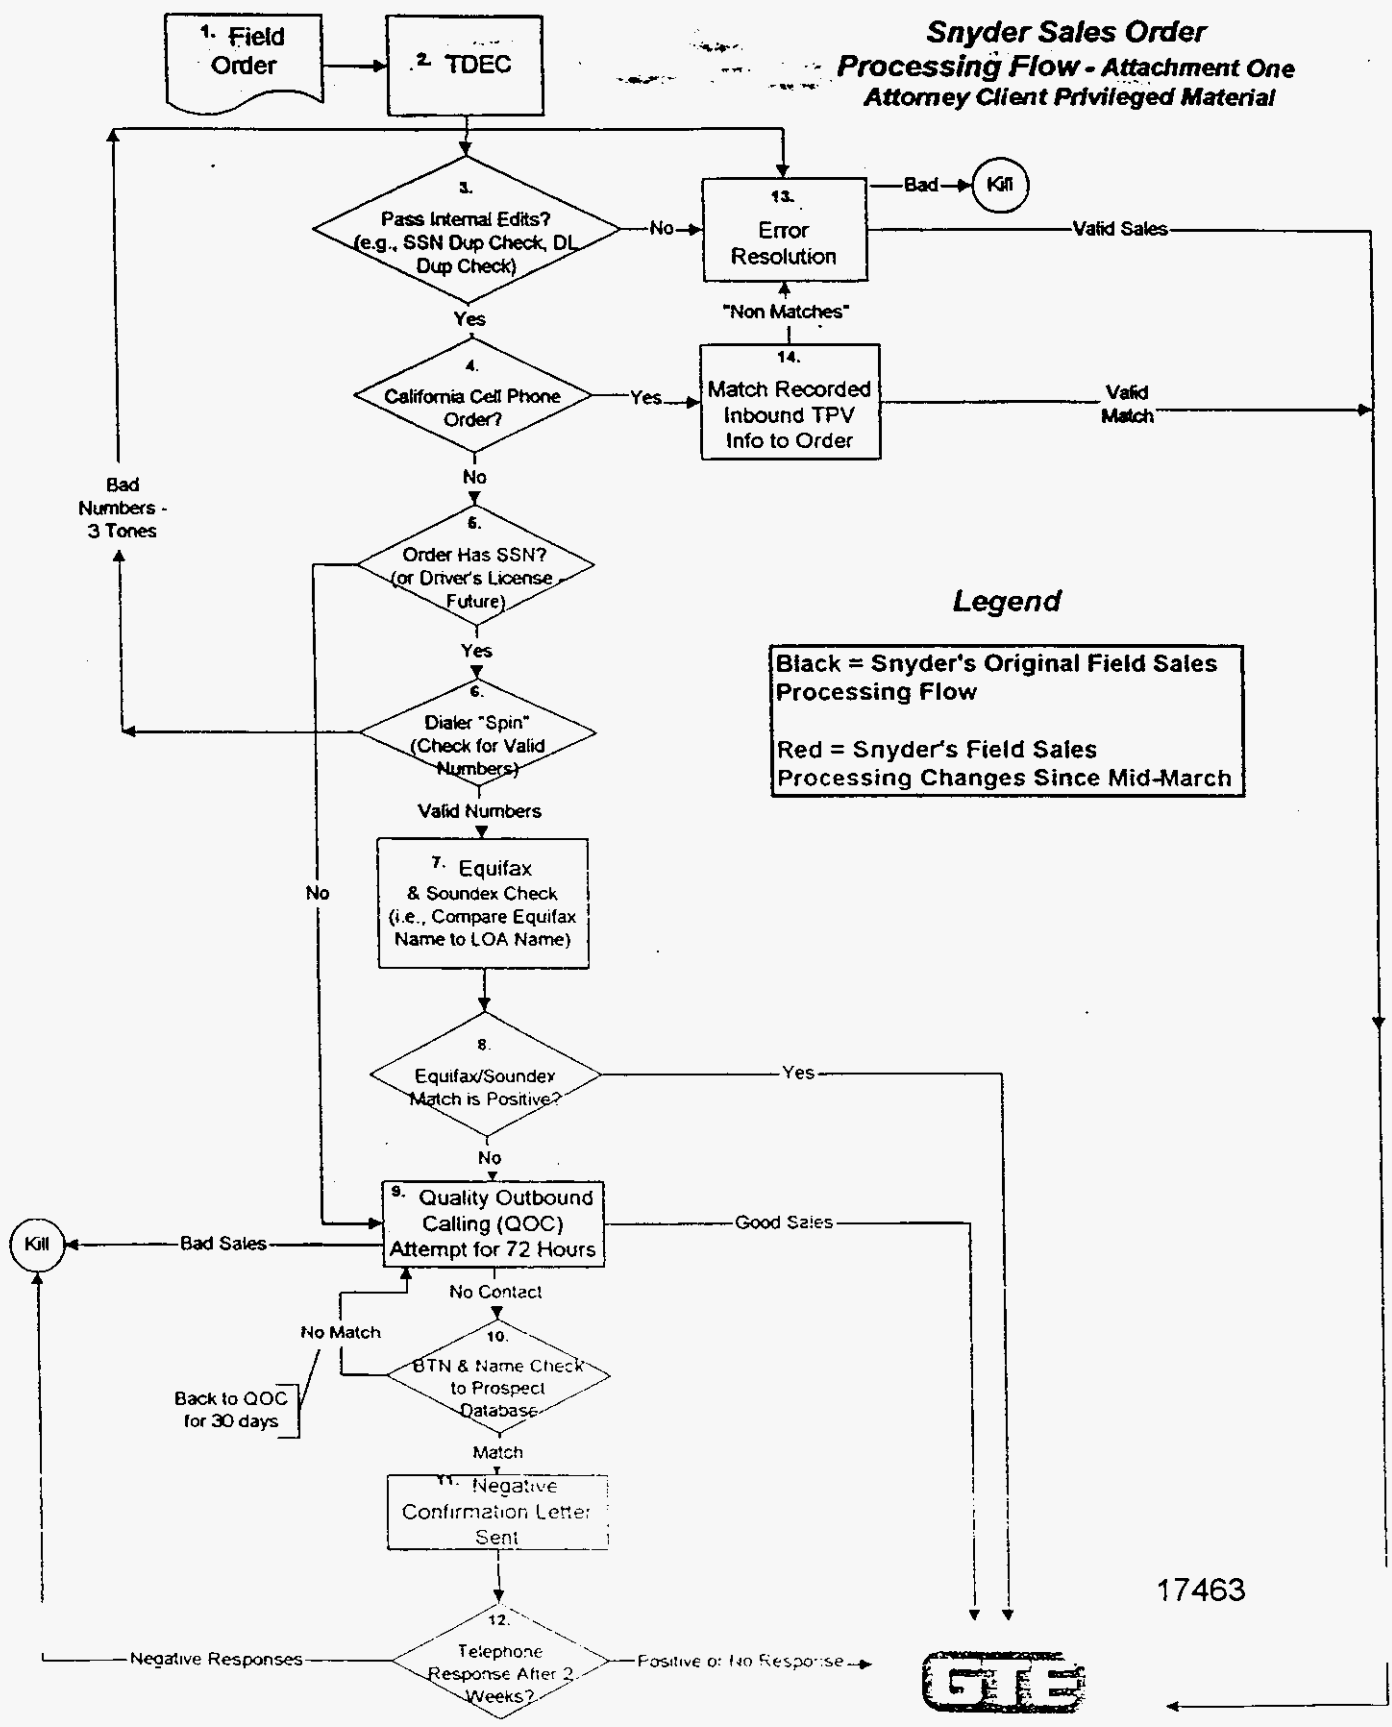 Snyder Sales Order
Processing Flow - Attachment One
Attorney Client Privileged Material
1. Field
Order
2. TDEC
3.
Pass Internal Edits?
(e.g., SSN Dup Check, DL
Dup Check)
No
Yes
13.
Error
Resolution
Bad
Kill
Valid Sales
"Non Matches"
4.
California Cell Phone
Order?
Yes
No
14.
Match Recorded
Inbound TPV
Info to Order
Valid
Match
Bad
Numbers -
3 Tones
5.
Order Has SSN?
(or Driver's License -
Future)
No
Yes
Legend
Black = Snyder's Original Field Sales
Processing Flow
Red = Snyder's Field Sales
Processing Changes Since Mid-March
6.
Dialer "Spin"
(Check for Valid
Numbers)
Valid Numbers
7. Equifax
& Soundex Check
(i.e., Compare Equifax
Name to LOA Name)
8.
Equifax/Soundex
Match is Positive?
Yes
No
9. Quality Outbound
Calling (QOC)
Attempt for 72 Hours
Good Sales
Bad Sales
Kill
No Contact
No Match
Back to QOC
for 30 days
10.
BTN & Name Check
to Prospect
Database
Match
11. Negative
Confirmation Letter
Sent
12.
Telephone
Response After 2
Weeks?
Negative Responses
Positive or No Response
17463
GTE